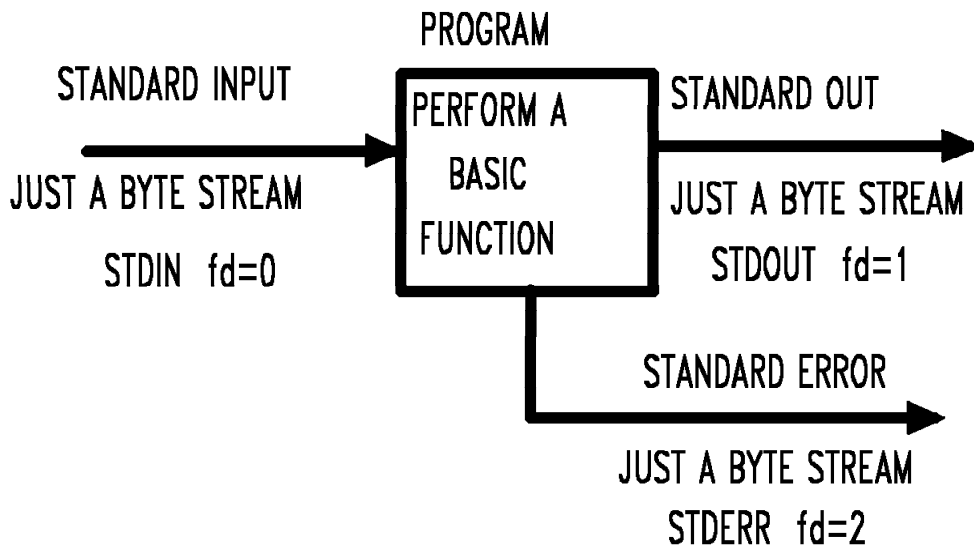 PROGRAM
STANDARD INPUT
JUST A BYTE STREAM
STDIN fd=0
PERFORM A
BASIC
FUNCTION
STANDARD OUT
JUST A BYTE STREAM
STDOUT fd=1
STANDARD ERROR
JUST A BYTE STREAM
STDERR fd=2